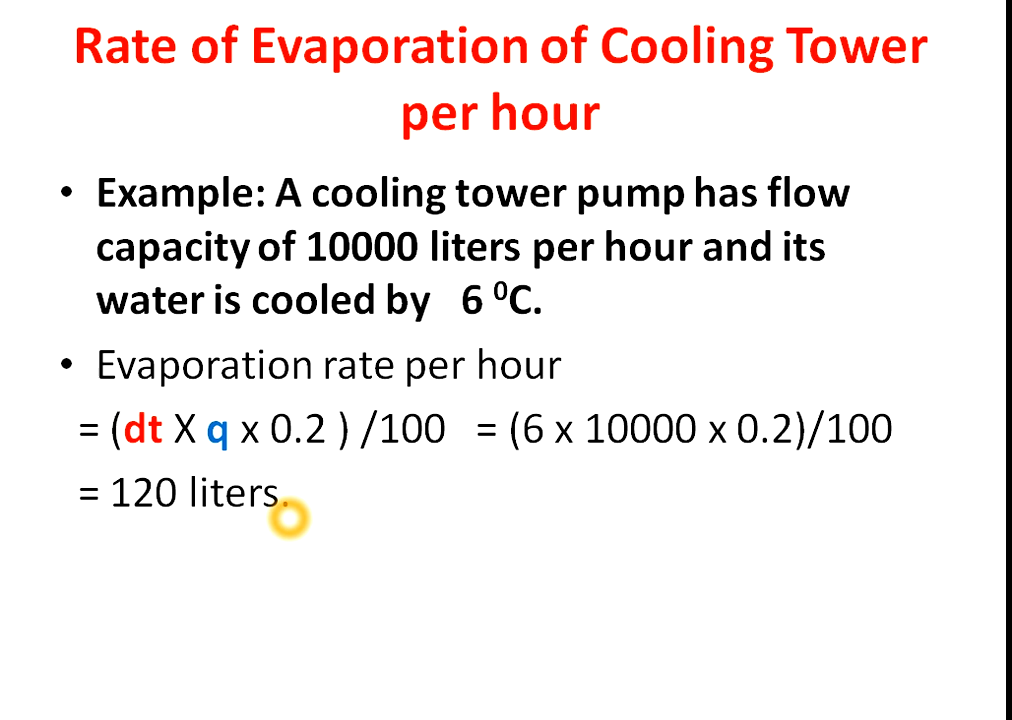 Rate of Evaporation of Cooling Tower
per hour
• Example: A cooling tower pump has flow
capacity of 10000 liters per hour and its
water is cooled by 6 ⁰C.
• Evaporation rate per hour
= (dt X q x 0.2 ) /100 = (6 x 10000 x 0.2)/100
= 120 liters.